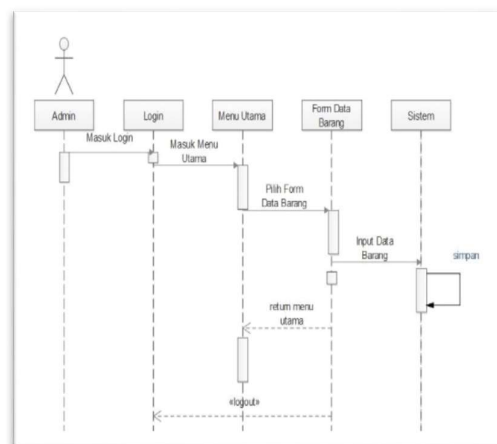 Admin
Login
Menu Utama
Form Data
Barang
Sistem
Masuk Login
Masuk Menu
Utama
Pilih Form
Data Barang
Input Data
Barang
simpan
return menu
utama
«logout»